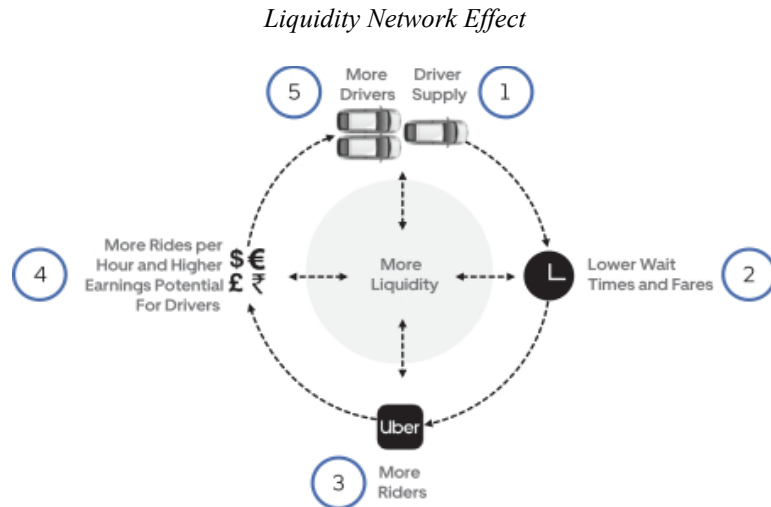 Liquidity Network Effect
5
More
Drivers
Driver
Supply
1
More Rides per
Hour and Higher
Earnings Potential
For Drivers
4
$ €
£ ₹
More
Liquidity
Lower Wait
Times and Fares
2
Uber
3
More
Riders